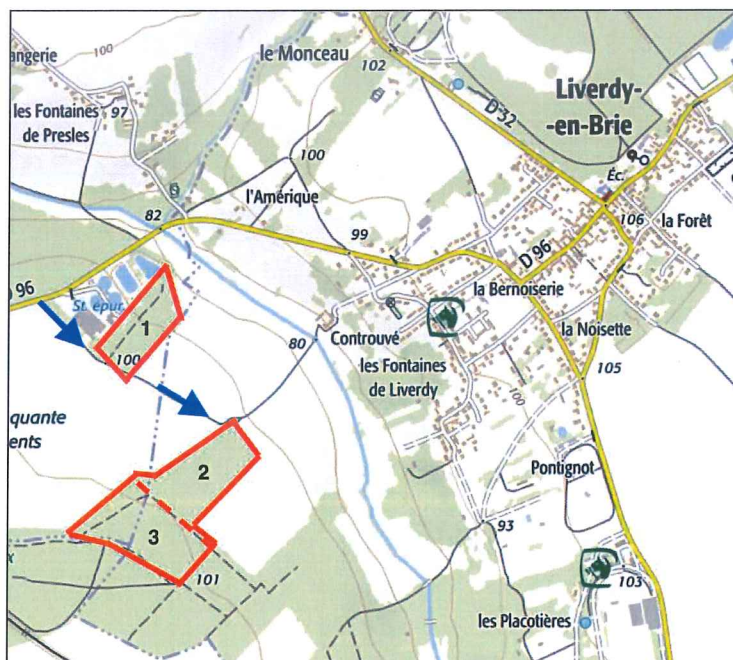 100
angerie
le Monceau
102
les Fontaines
de Presles
97
D 32
Liverdy-
-en-Brie
100
Éc.
l'Amérique
82
99
106
la Forêt
D 96
D 96
St. épur.
la Bernoiserie
1
100
80
Controuvé
la Noisette
les Fontaines
de Liverdy
105
100
quante
ents
2
Pontignot
3
93
101
103
les Placotières